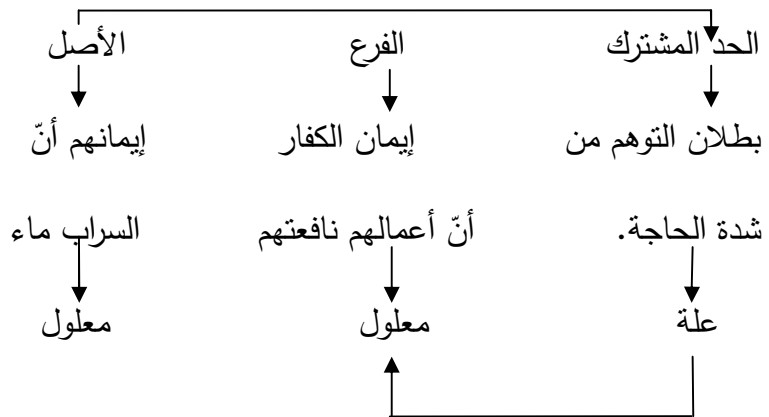 الحد المشترك الفرع الأصل
بطلان التوهم من إيمان الكفار إيمانهم أنّ
شدة الحاجة. أنّ أعمالهم نافعتهم السراب ماء
علة معلول معلول